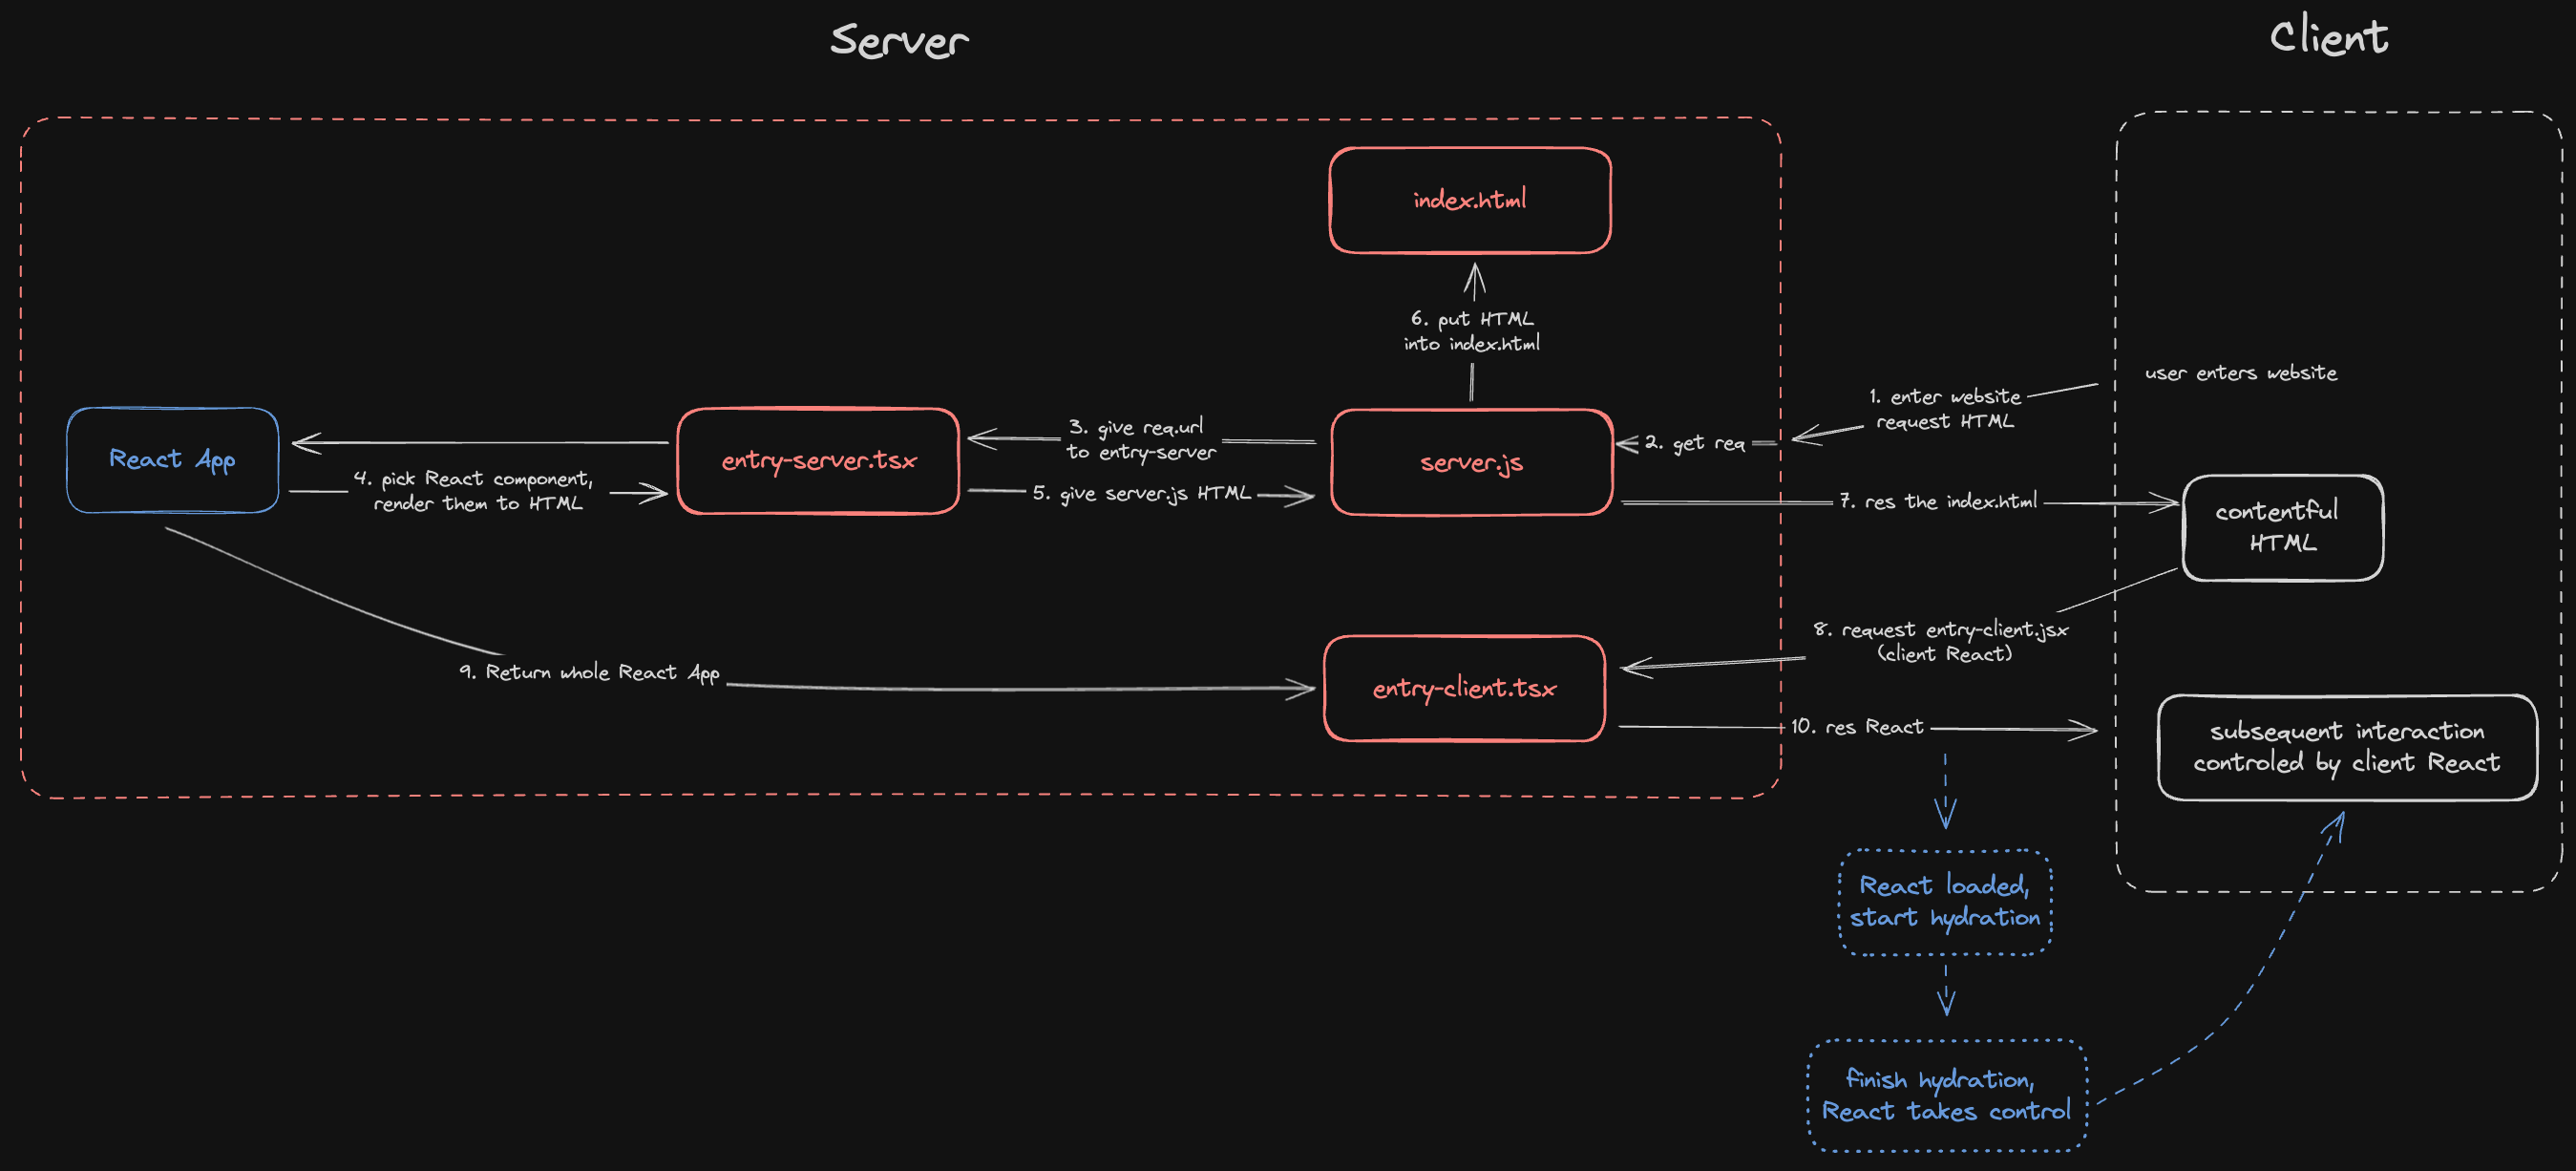 Server
Client
index.html
6. put HTML
into index.html
user enters website
1. enter website
request HTML
React App
entry-server.tsx
3. give req.url
to entry-server
server.js
2. get req
4. pick React component,
render them to HTML
5. give server.js HTML
7. res the index.html
contentful
HTML
8. request entry-client.jsx
(client React)
9. Return whole React App
entry-client.tsx
10. res React
subsequent interaction
controled by client React
React loaded,
start hydration
finish hydration,
React takes control